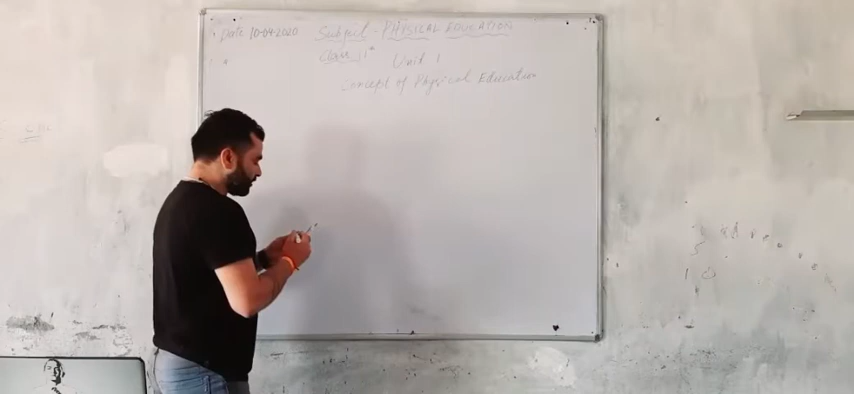 Date 10-04-2020 Subject - PHYSICAL EDUCATION
Class 11th Unit 1
Concept of Physical Education